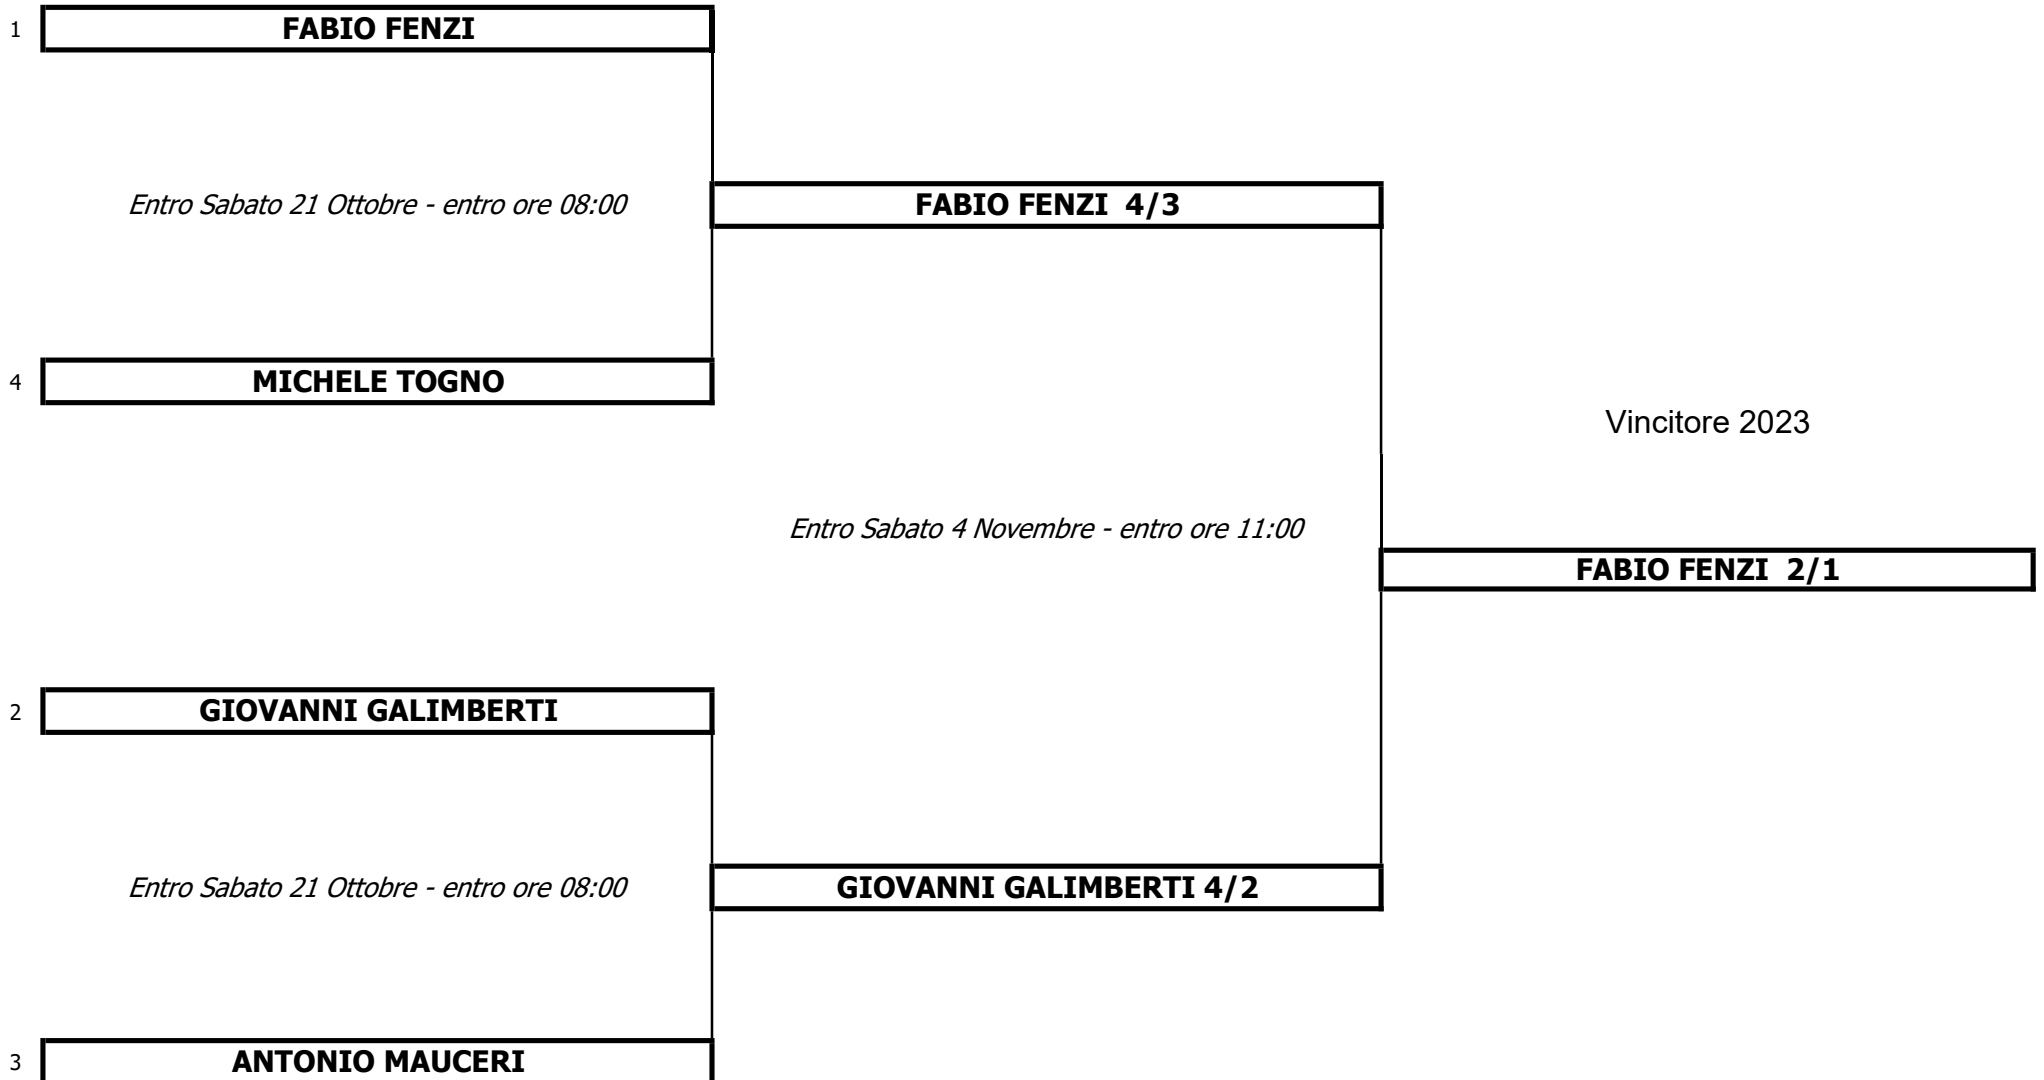 1 FABIO FENZI
Entro Sabato 21 Ottobre - entro ore 08:00
FABIO FENZI 4/3
4 MICHELE TOGNO
Vincitore 2023
Entro Sabato 4 Novembre - entro ore 11:00
FABIO FENZI 2/1
2 GIOVANNI GALIMBERTI
Entro Sabato 21 Ottobre - entro ore 08:00
GIOVANNI GALIMBERTI 4/2
3 ANTONIO MAUCERI